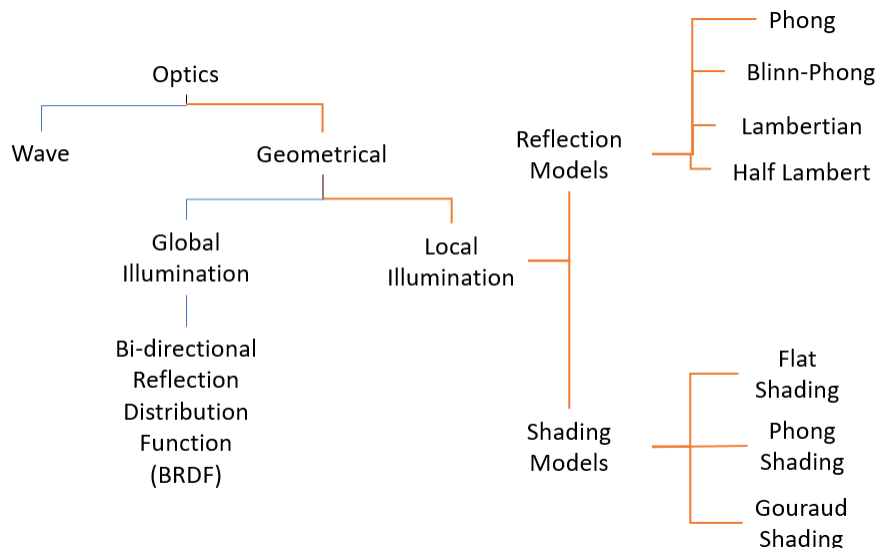 Optics
Wave
Geometrical
Global
Illumination
Bi-directional
Reflection
Distribution
Function
(BRDF)
Local
Illumination
Reflection
Models
Phong
Blinn-Phong
Lambertian
Half Lambert
Shading
Models
Flat
Shading
Phong
Shading
Gouraud
Shading